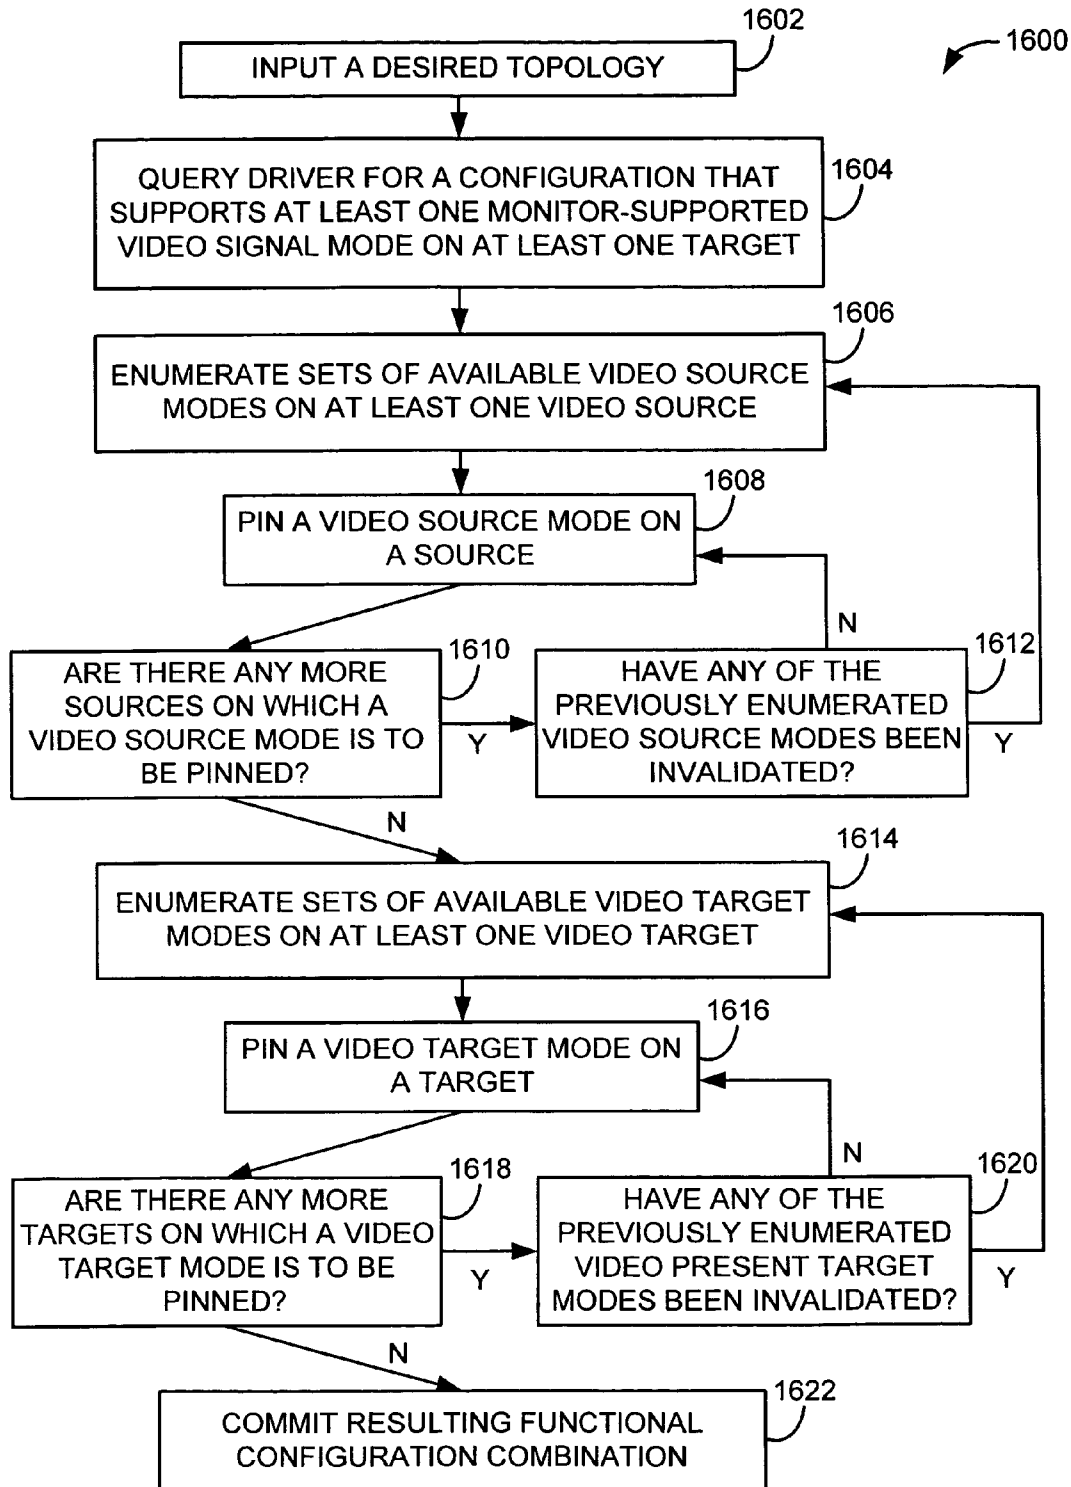 1602
1600
INPUT A DESIRED TOPOLOGY
1604
QUERY DRIVER FOR A CONFIGURATION THAT
SUPPORTS AT LEAST ONE MONITOR-SUPPORTED
VIDEO SIGNAL MODE ON AT LEAST ONE TARGET
1606
ENUMERATE SETS OF AVAILABLE VIDEO SOURCE
MODES ON AT LEAST ONE VIDEO SOURCE
1608
PIN A VIDEO SOURCE MODE ON
A SOURCE
N
1610
ARE THERE ANY MORE
SOURCES ON WHICH A
VIDEO SOURCE MODE IS TO
BE PINNED?
Y
1612
HAVE ANY OF THE
PREVIOUSLY ENUMERATED
VIDEO SOURCE MODES BEEN
INVALIDATED?
Y
N
1614
ENUMERATE SETS OF AVAILABLE VIDEO TARGET
MODES ON AT LEAST ONE VIDEO TARGET
1616
PIN A VIDEO TARGET MODE ON
A TARGET
N
1618
ARE THERE ANY MORE
TARGETS ON WHICH A VIDEO
TARGET MODE IS TO BE
PINNED?
Y
1620
HAVE ANY OF THE
PREVIOUSLY ENUMERATED
VIDEO PRESENT TARGET
MODES BEEN INVALIDATED?
Y
N
1622
COMMIT RESULTING FUNCTIONAL
CONFIGURATION COMBINATION